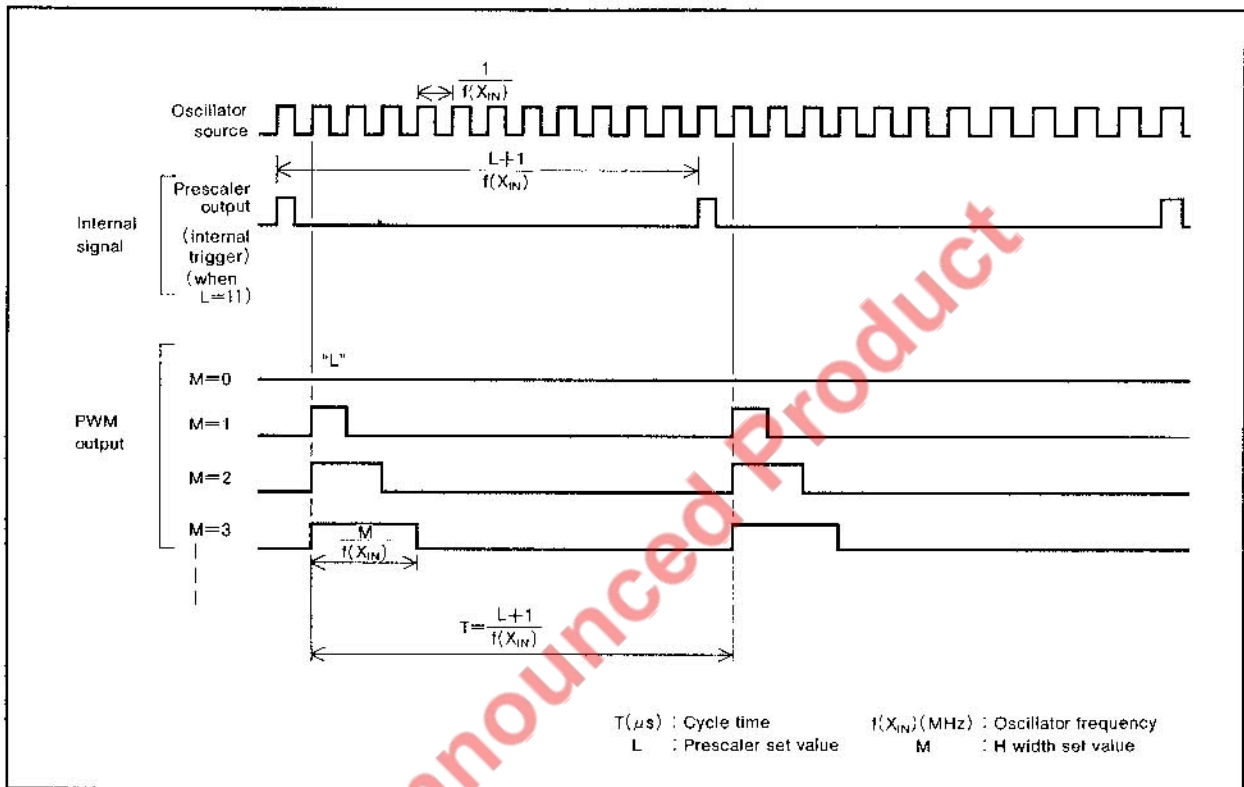 1
f(XIN)
Oscillator
source
L+1
f(XIN)
Prescaler
output
(internal
trigger)
(when
L=11)
Internal
signal
"L"
M=0
M=1
PWM
output
M=2
M=3
M
f(XIN)
T=L+1
f(XIN)
T(μs) : Cycle time
f(XIN)(MHz) : Oscillator frequency
L : Prescaler set value
M : H width set value
nounced Product